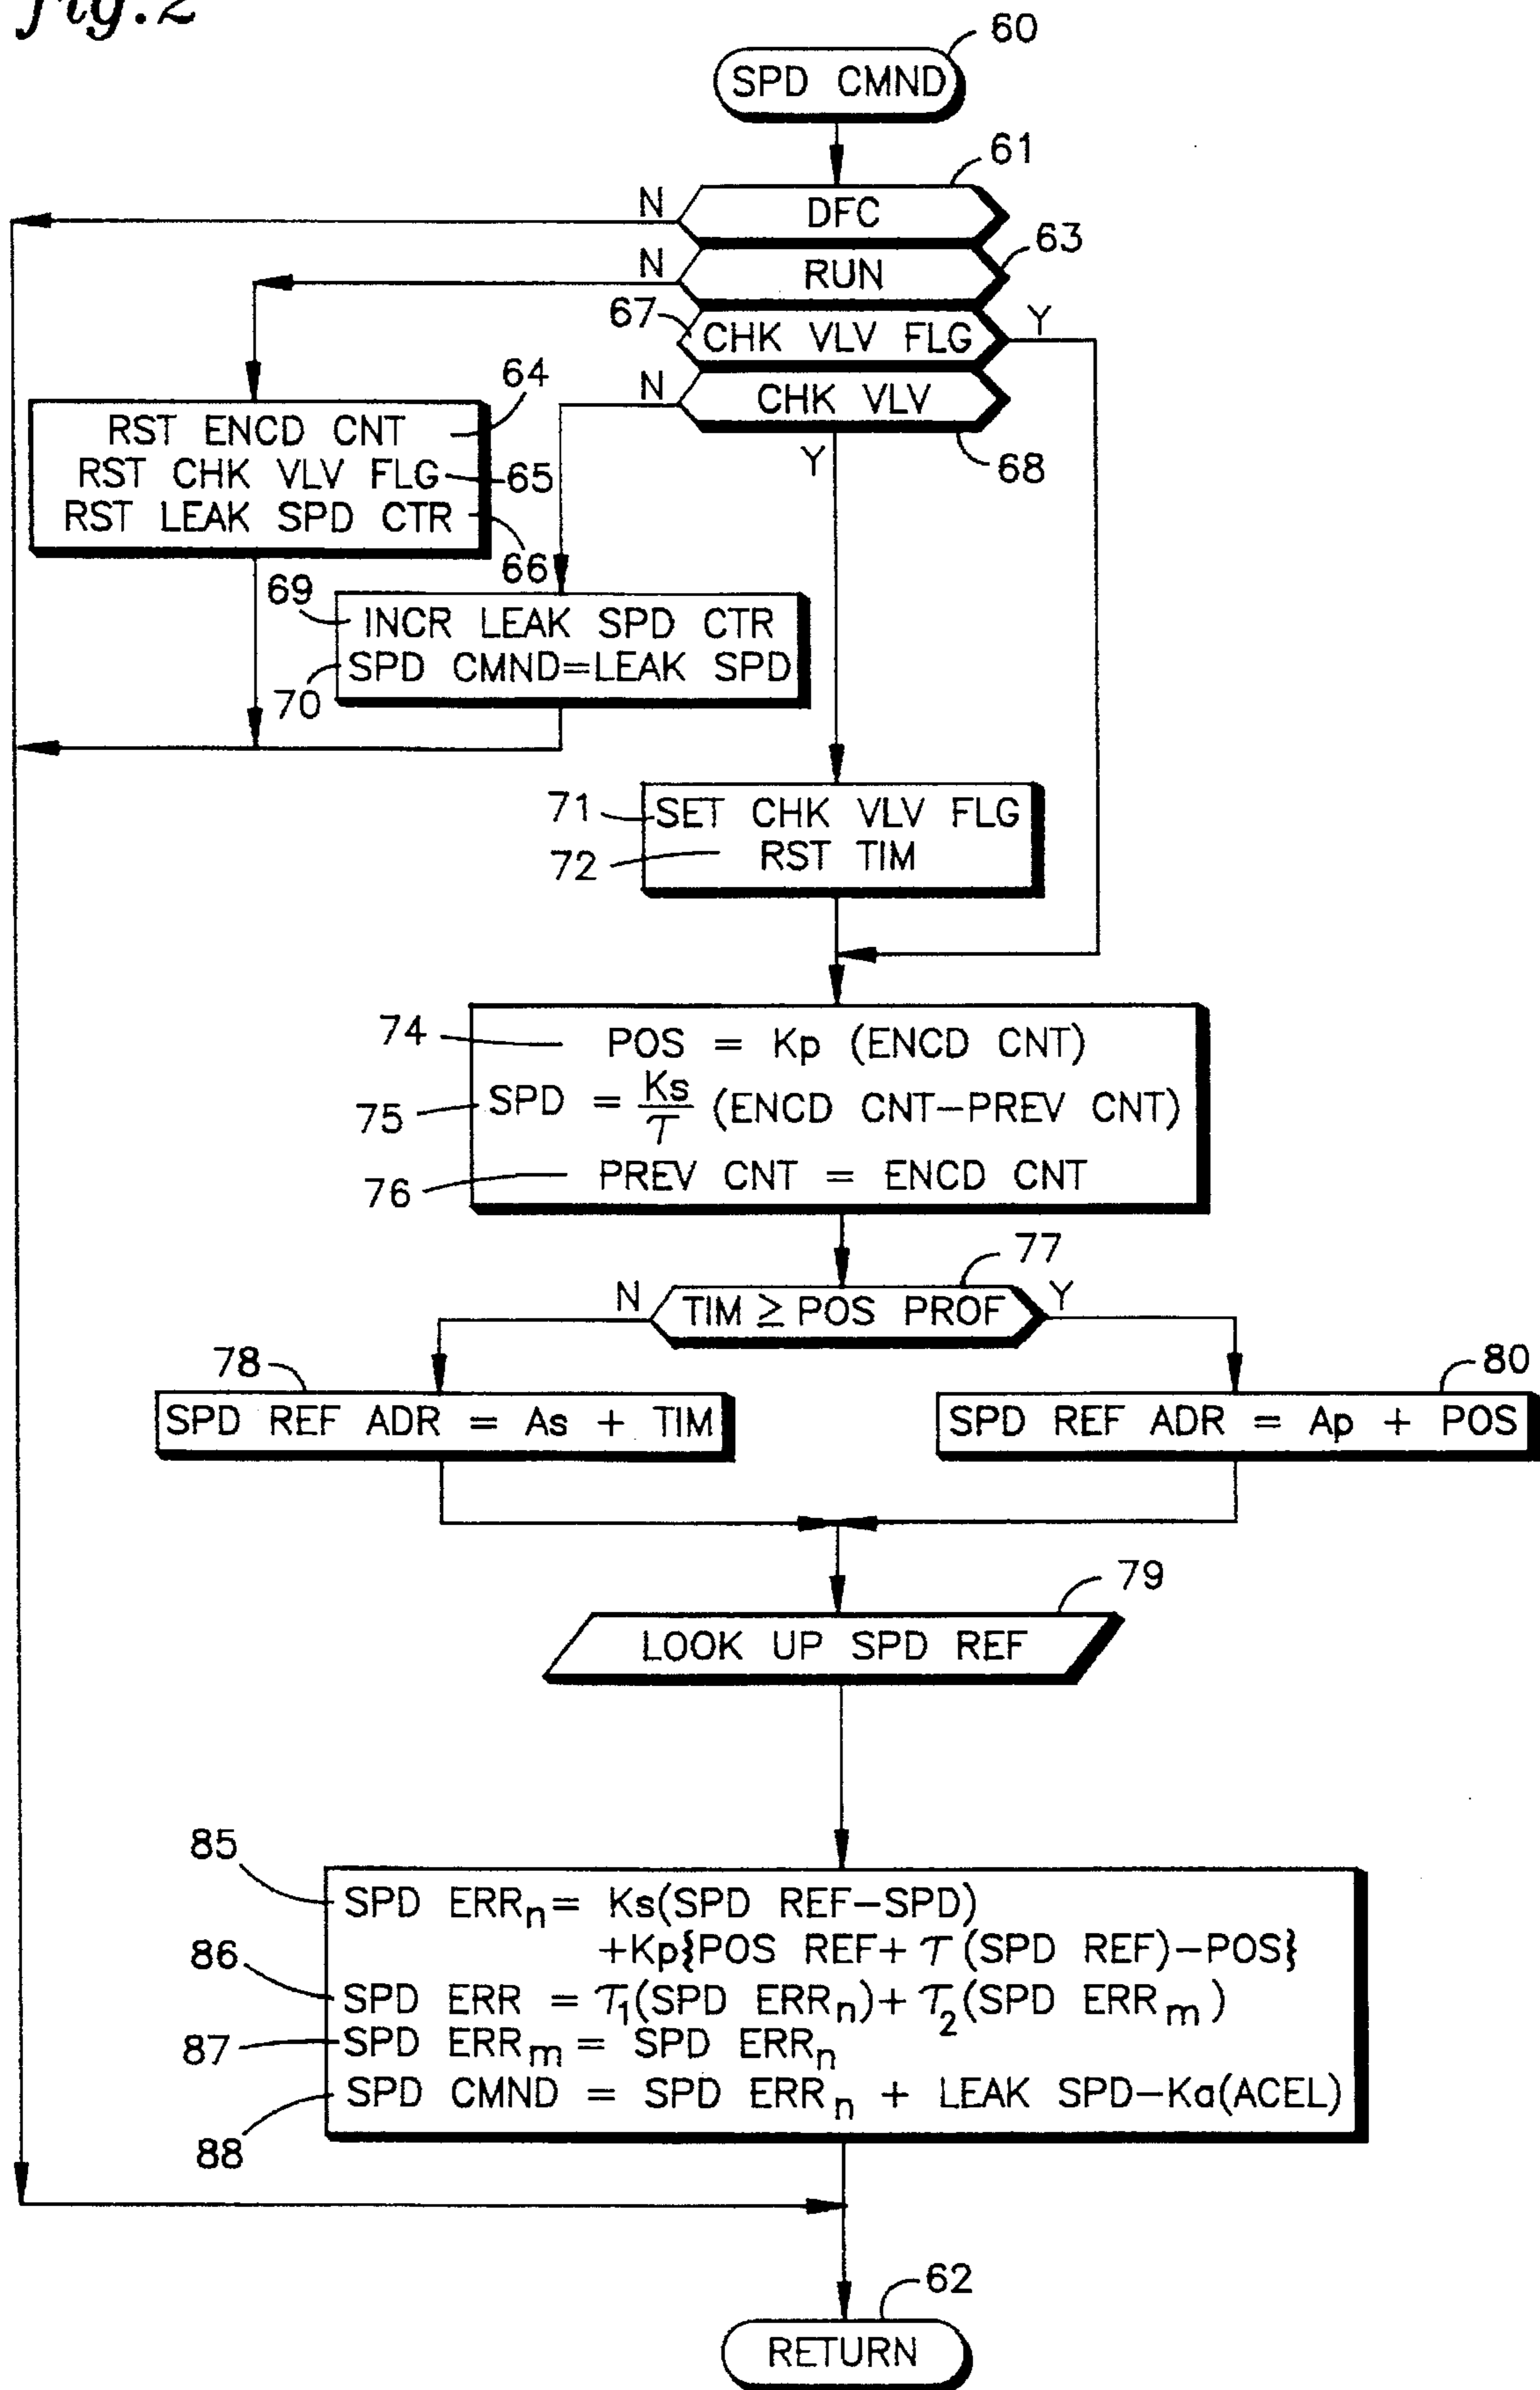 fig.2
60
SPD CMND
61
N
DFC
63
N
RUN
67
CHK VLV FLG
Y
N
CHK VLV
68
Y
64
RST ENCD CNT
RST CHK VLV FLG
65
RST LEAK SPD CTR
66
69
INCR LEAK SPD CTR
SPD CMND=LEAK SPD
70
71
SET CHK VLV FLG
72
RST TIM
74
POS = Kp (ENCD CNT)
75
SPD = Ks/τ (ENCD CNT-PREV CNT)
76
PREV CNT = ENCD CNT
77
N
TIM ≥ POS PROF
Y
78
SPD REF ADR = As + TIM
80
SPD REF ADR = Ap + POS
79
LOOK UP SPD REF
85
SPD ERRn = Ks(SPD REF-SPD)
+Kp{POS REF+ τ(SPD REF)-POS}
86
SPD ERR = τ1(SPD ERRn)+ τ2(SPD ERRm)
87
SPD ERRm = SPD ERRn
88
SPD CMND = SPD ERRn + LEAK SPD-Ka(ACEL)
62
RETURN